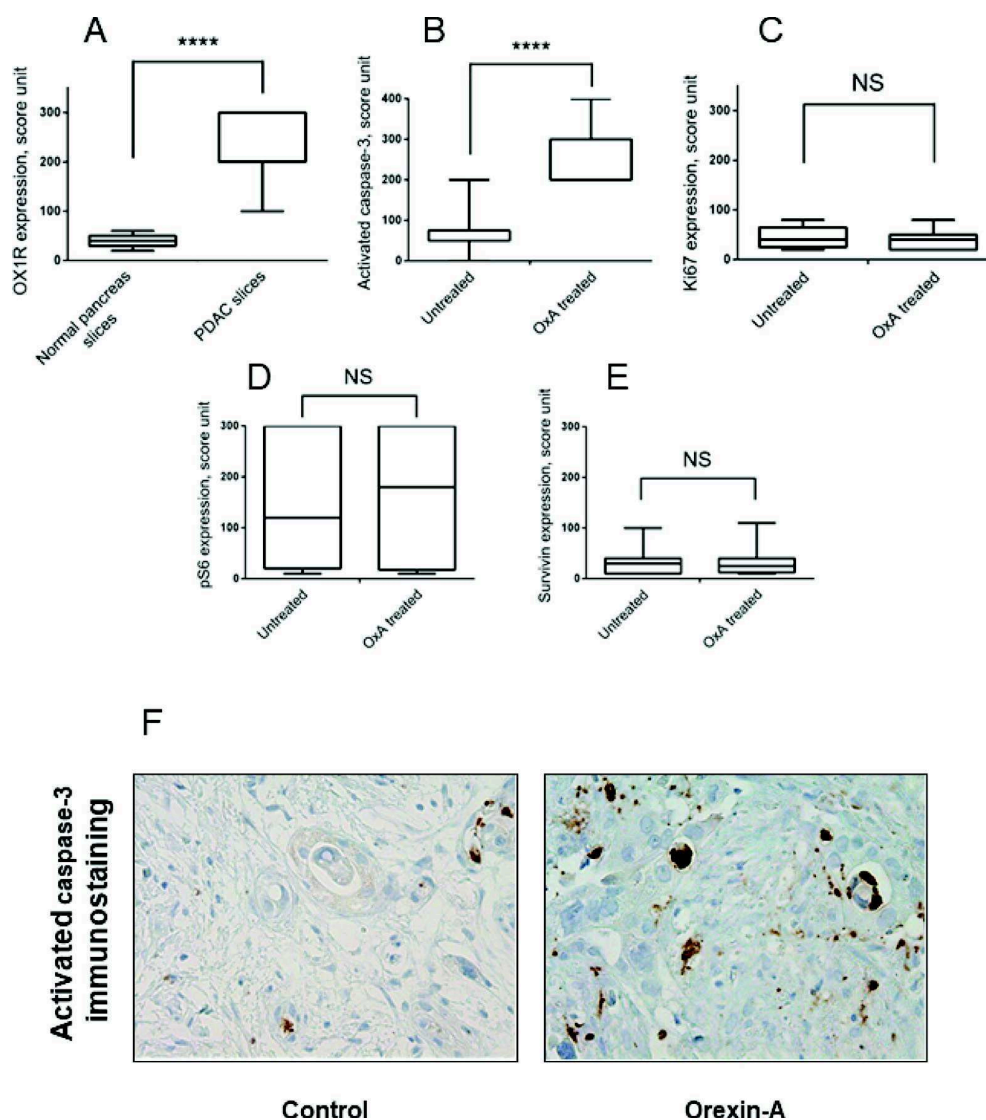 A
****
OX1R expression, score unit
300
200
100
0
Normal pancreas
slices
PDAC slices
B
****
Activated caspase-3, score unit
400
300
200
100
0
Untreated
OxA treated
C
NS
Ki67 expression, score unit
300
200
100
0
Untreated
OxA treated
D
NS
pS6 expression, score unit
300
200
100
0
Untreated
OxA treated
E
NS
Survivin expression, score unit
300
200
100
0
Untreated
OxA treated
F
Activated caspase-3
immunostaining
Control
Orexin-A